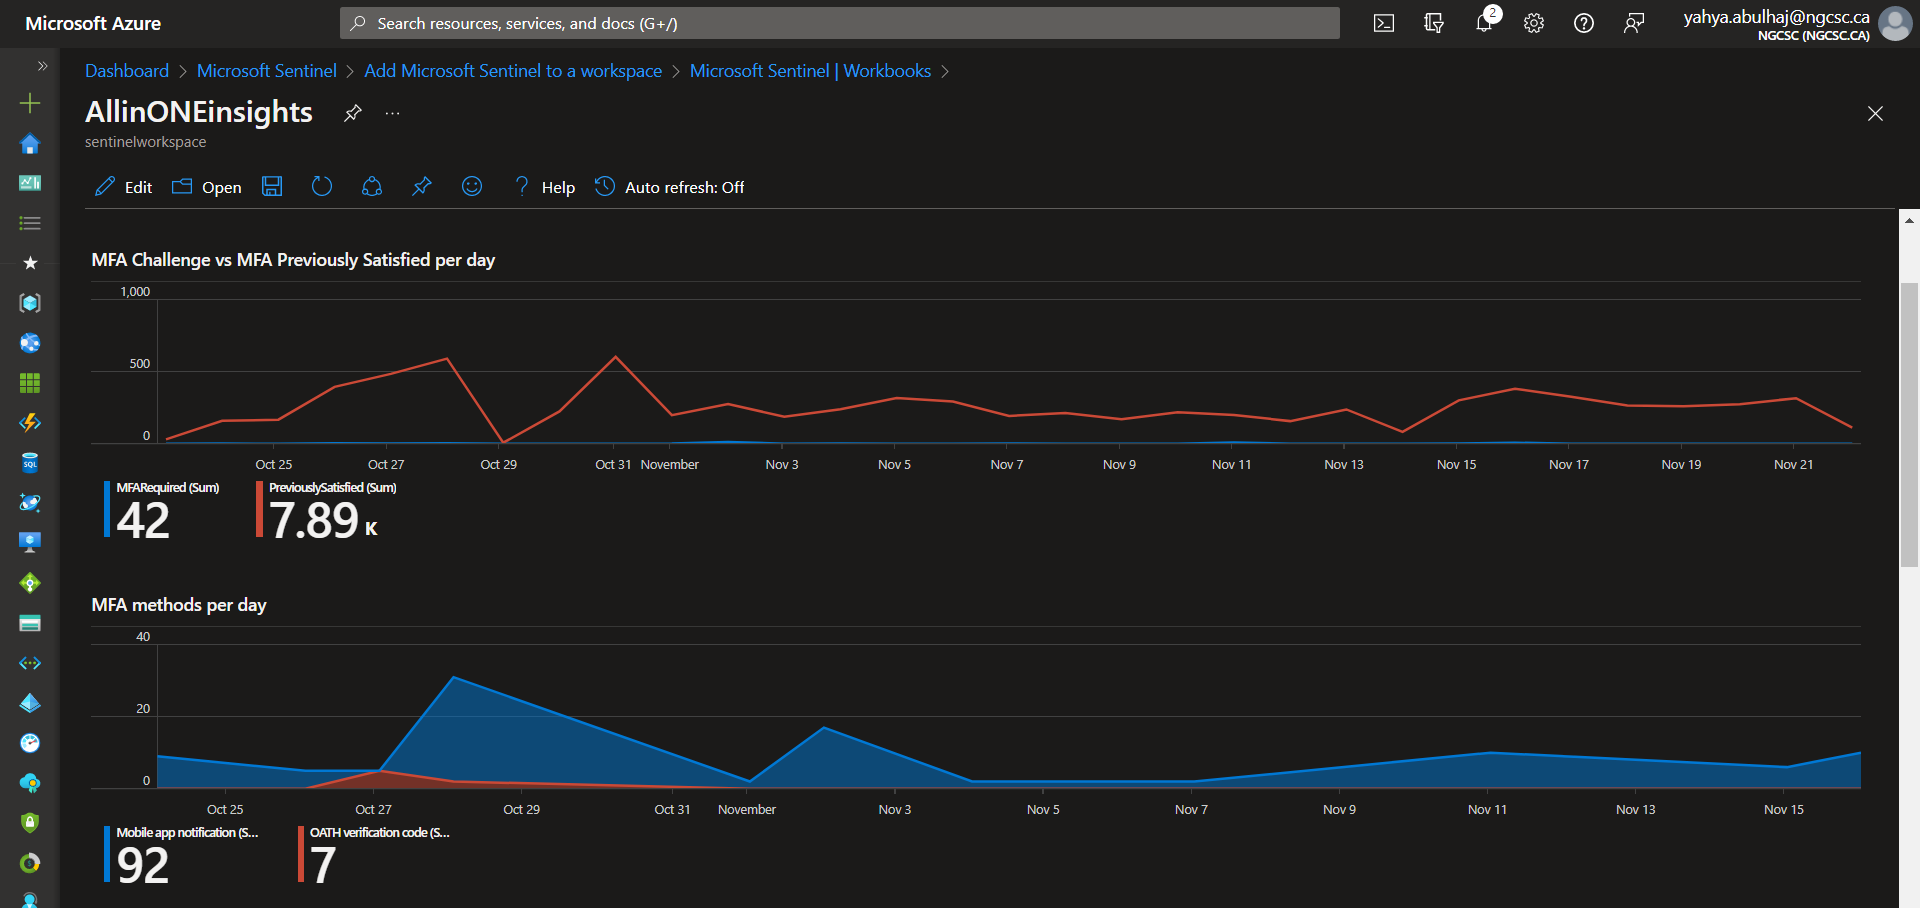 Microsoft Azure
Search resources, services, and docs (G+/)
2
yahya.abulhaj@ngcsc.ca
NGCSC (NGCSC.CA)
Dashboard > Microsoft Sentinel > Add Microsoft Sentinel to a workspace > Microsoft Sentinel | Workbooks >
AllinONEinsights ...
sentinelworkspace
Edit Open ? Help Auto refresh: Off
MFA Challenge vs MFA Previously Satisfied per day
1,000
500
0
Oct 25 Oct 27 Oct 29 Oct 31 November Nov 3 Nov 5 Nov 7 Nov 9 Nov 11 Nov 13 Nov 15 Nov 17 Nov 19 Nov 21
MFARequired (Sum) PreviouslySatisfied (Sum)
42 7.89 K
MFA methods per day
40
20
0
Oct 25 Oct 27 Oct 29 Oct 31 November Nov 3 Nov 5 Nov 7 Nov 9 Nov 11 Nov 13 Nov 15
Mobile app notification (S... OATH verification code (S...
92 7
SQL